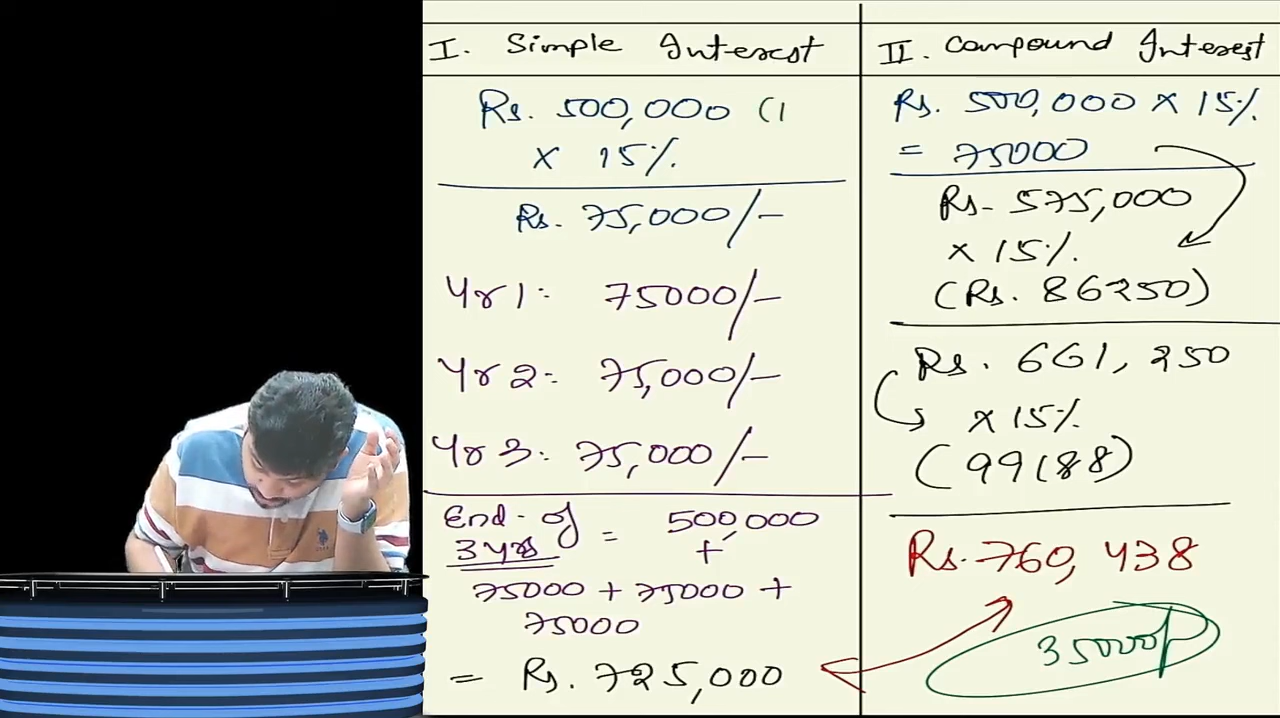 I. Simple Interest
Rs. 500,000 (1
x 15%
Rs. 75,000/-
Yr 1: 75000/-
Yr 2: 75,000/-
Yr 3: 75,000/-
End of = 500,000
3 yrs +
75000 + 75000 +
75000
= Rs. 725,000
II. Compound Interest
Rs. 500,000 x 15%
= 75000
Rs. 575,000
x 15%
(Rs. 86250)
Rs. 661,250
x 15%
(99188)
Rs. 760,438